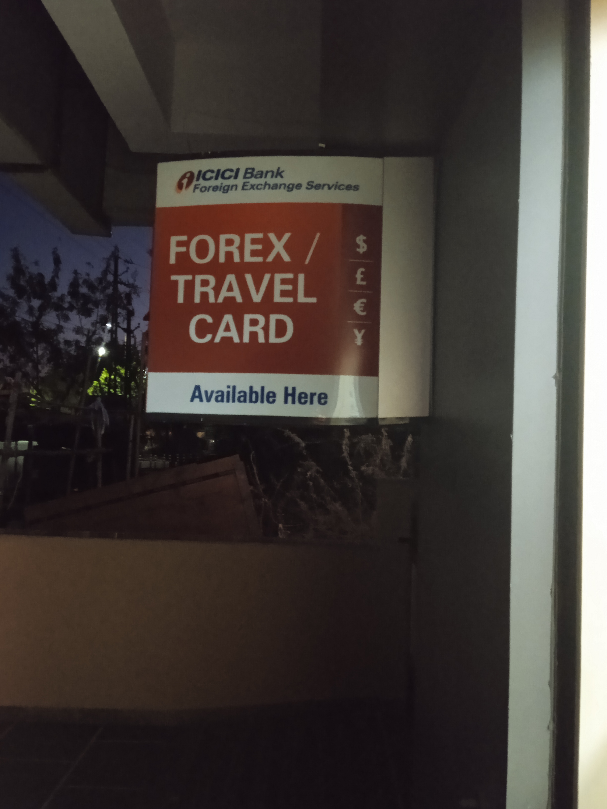 ICICI Bank
Foreign Exchange Services
FOREX /
TRAVEL
CARD
$
£
€
¥
Available Here